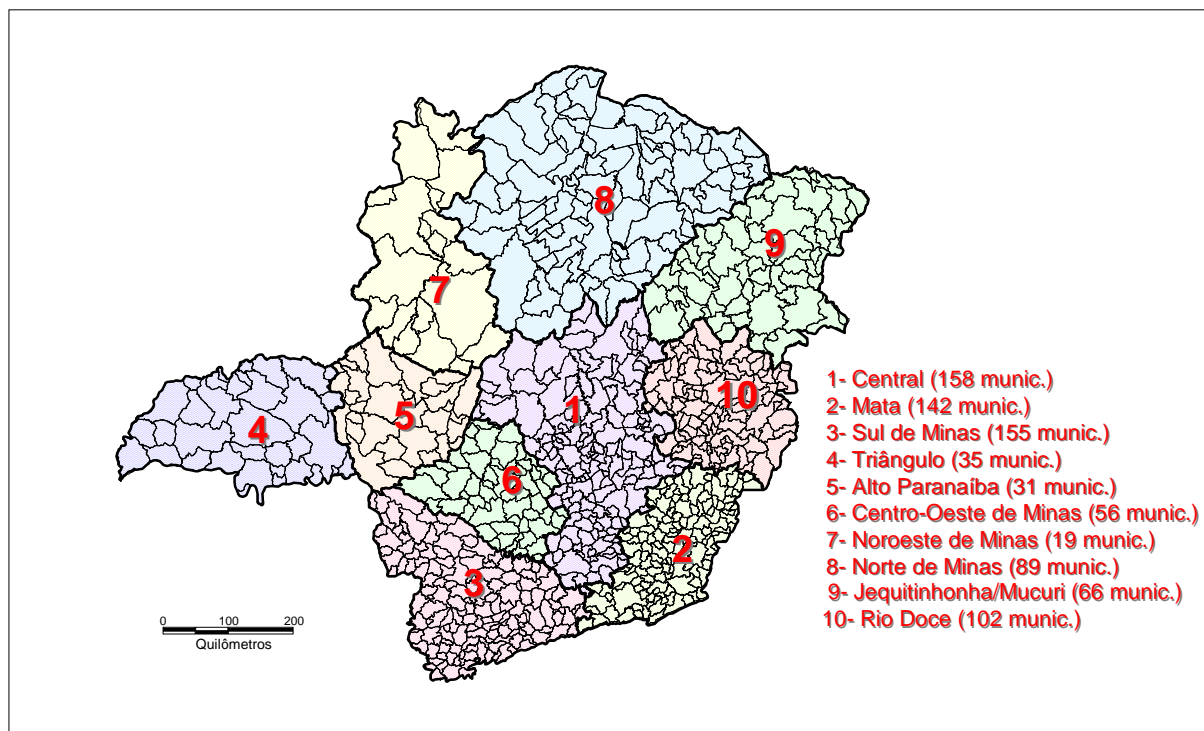 8
9
7
10
1
5
4
6
2
3
1- Central (158 munic.)
2- Mata (142 munic.)
3- Sul de Minas (155 munic.)
4- Triângulo (35 munic.)
5- Alto Paranaíba (31 munic.)
6- Centro-Oeste de Minas (56 munic.)
7- Noroeste de Minas (19 munic.)
8- Norte de Minas (89 munic.)
9- Jequitinhonha/Mucuri (66 munic.)
10- Rio Doce (102 munic.)
0 100 200
Quilômetros